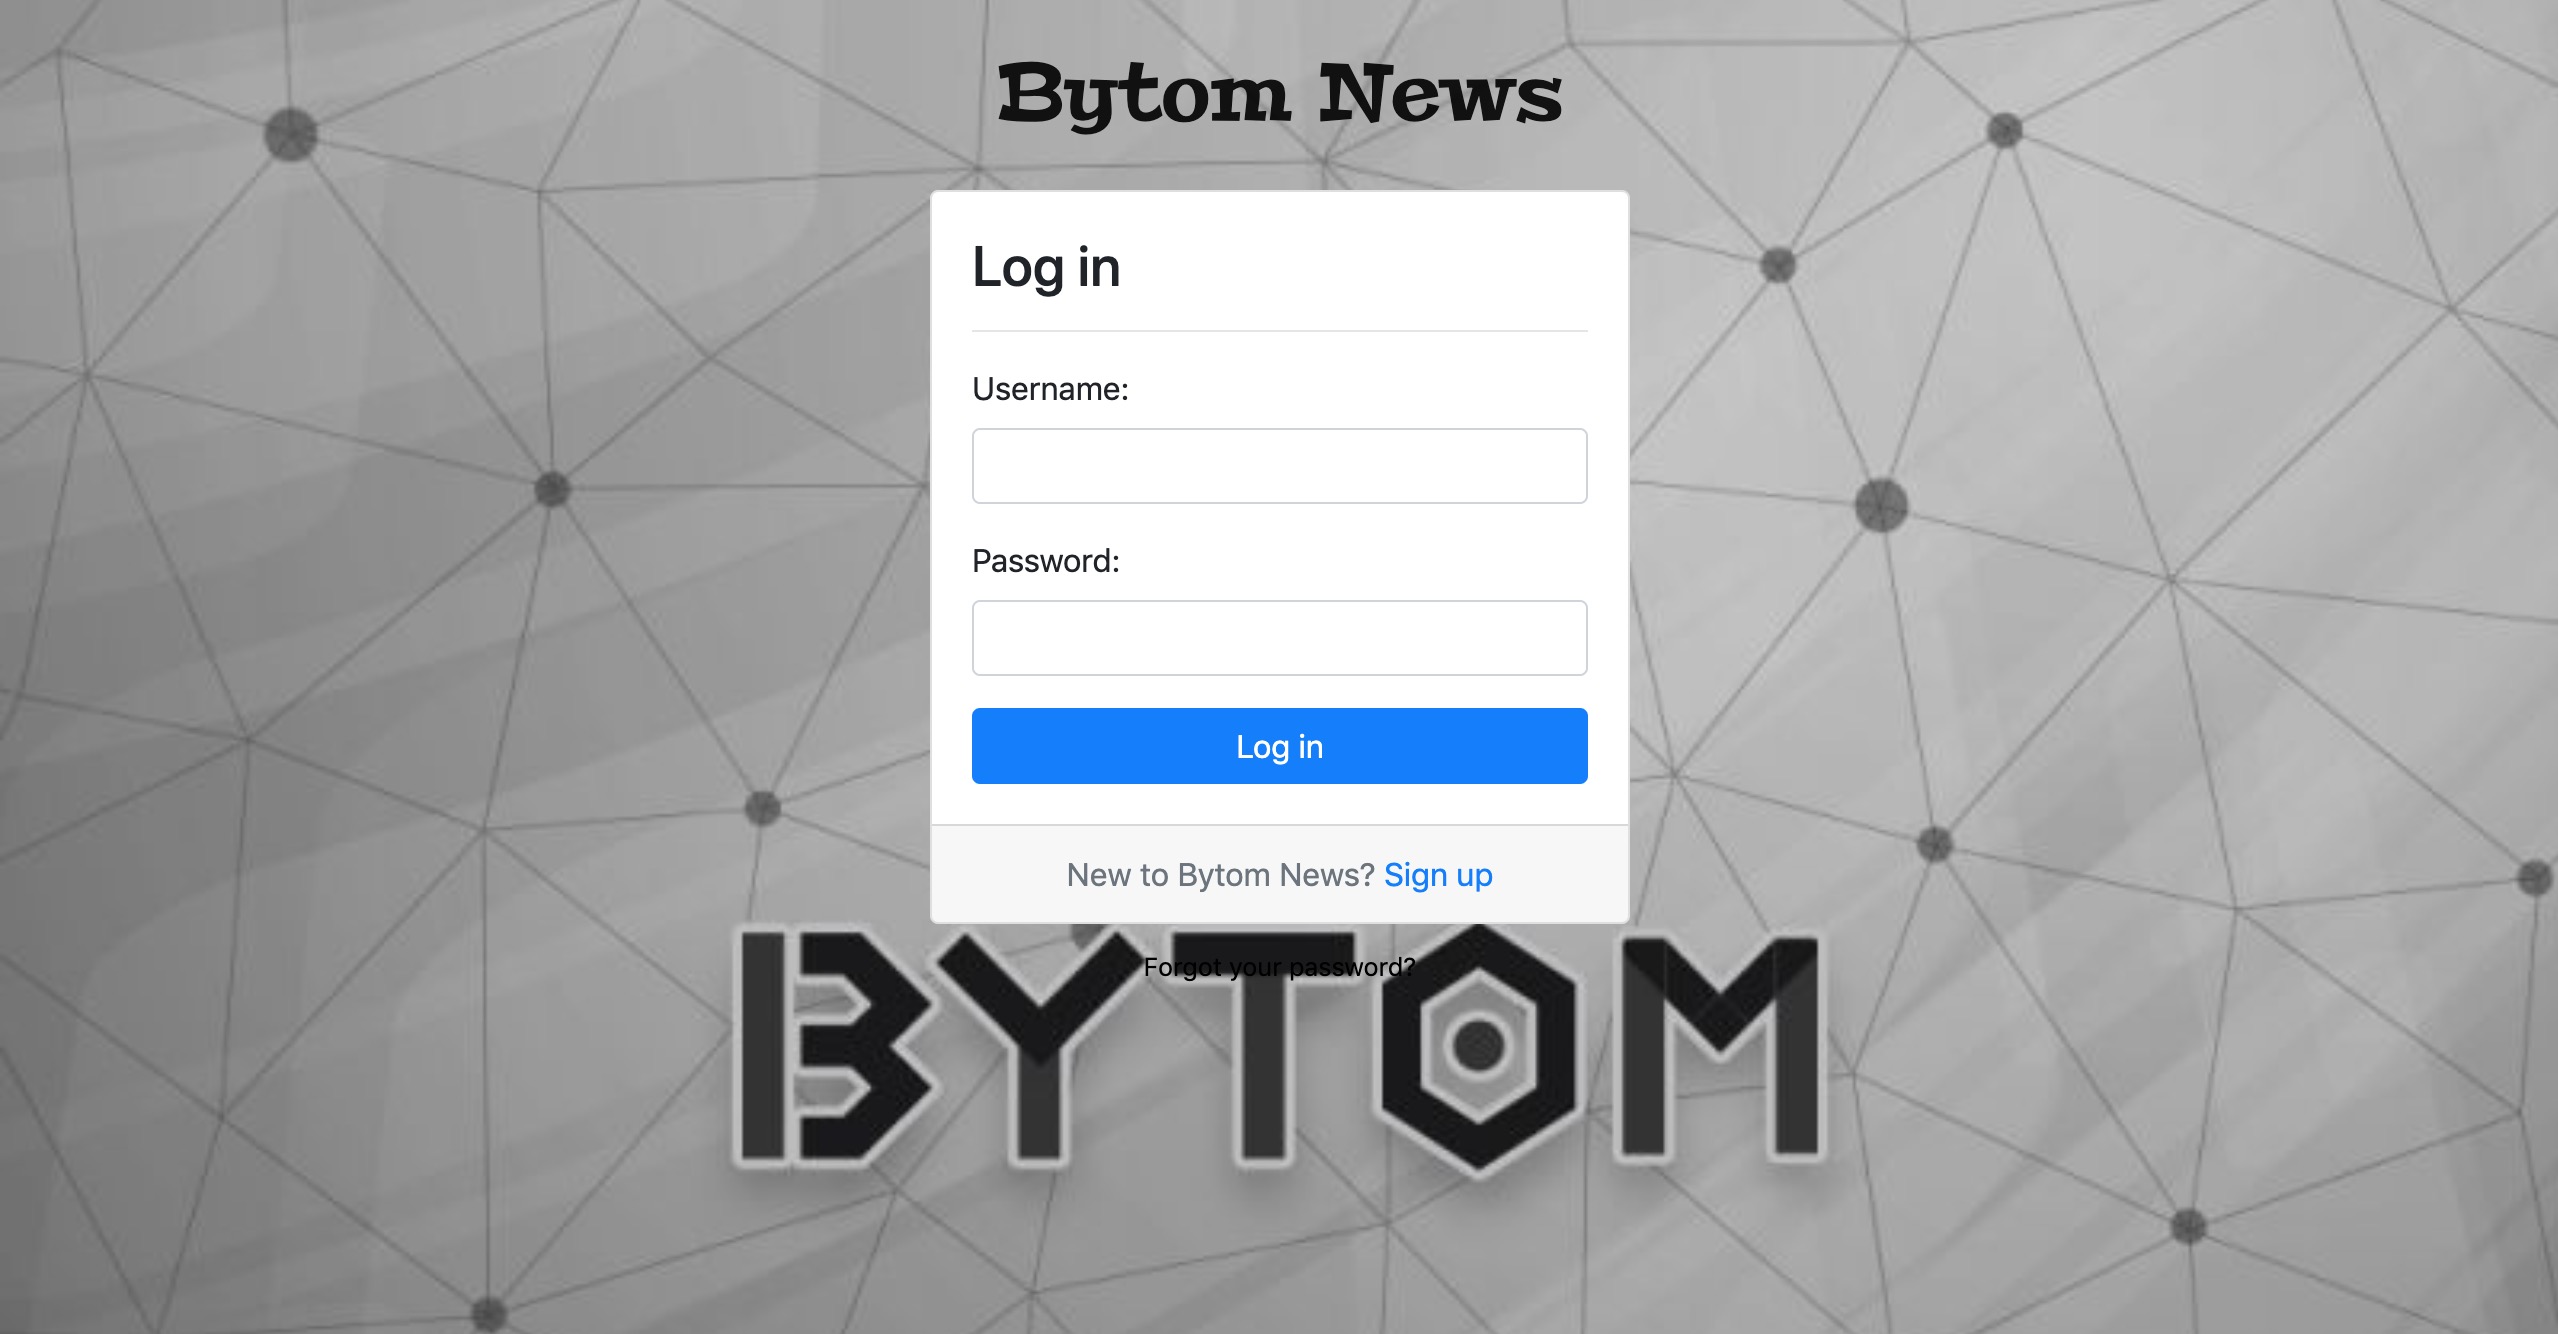 Bytom News
Log in
Username:
Password:
Log in
New to Bytom News? Sign up
Forgot your password?
BYTOM